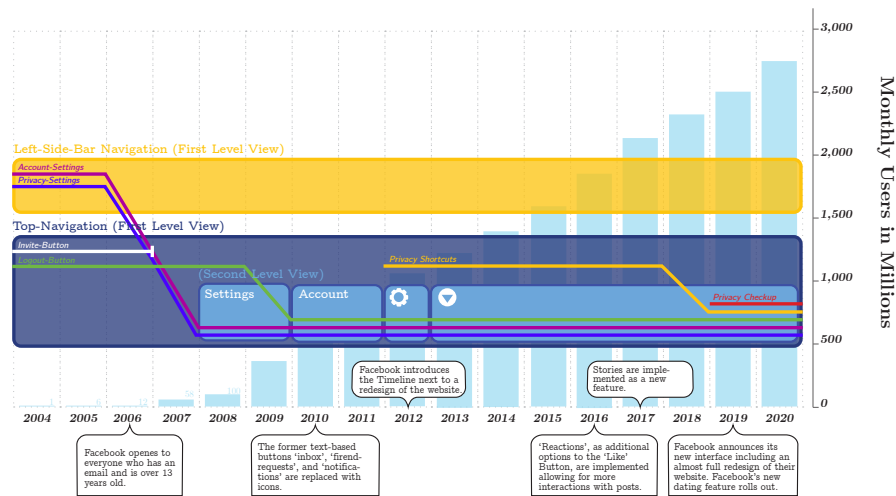 3,000
2,500
2,000
1,500
1,000
500
0
Monthly Users in Millions
Left-Side-Bar Navigation (First Level View)
Account-Settings
Privacy-Settings
Top-Navigation (First Level View)
Invite-Button
Logout-Button
Privacy Shortcuts
(Second Level View)
Settings
Account
Privacy Checkup
1
6
12
58
100
2004 2005 2006 2007 2008 2009 2010 2011 2012 2013 2014 2015 2016 2017 2018 2019 2020
Facebook introduces
the Timeline next to a
redesign of the website.
Stories are imple-
mented as a new
feature.
Facebook opens to
everyone who has an
email and is over 13
years old.
The former text-based
buttons ‘inbox’, ‘firend-
requests’, and ‘notifica-
tions’ are replaced with
icons.
‘Reactions’, as additional
options to the ‘Like’
Button, are implemented
allowing for more
interactions with posts.
Facebook announces its
new interface including an
almost full redesign of their
website. Facebook’s new
dating feature rolls out.